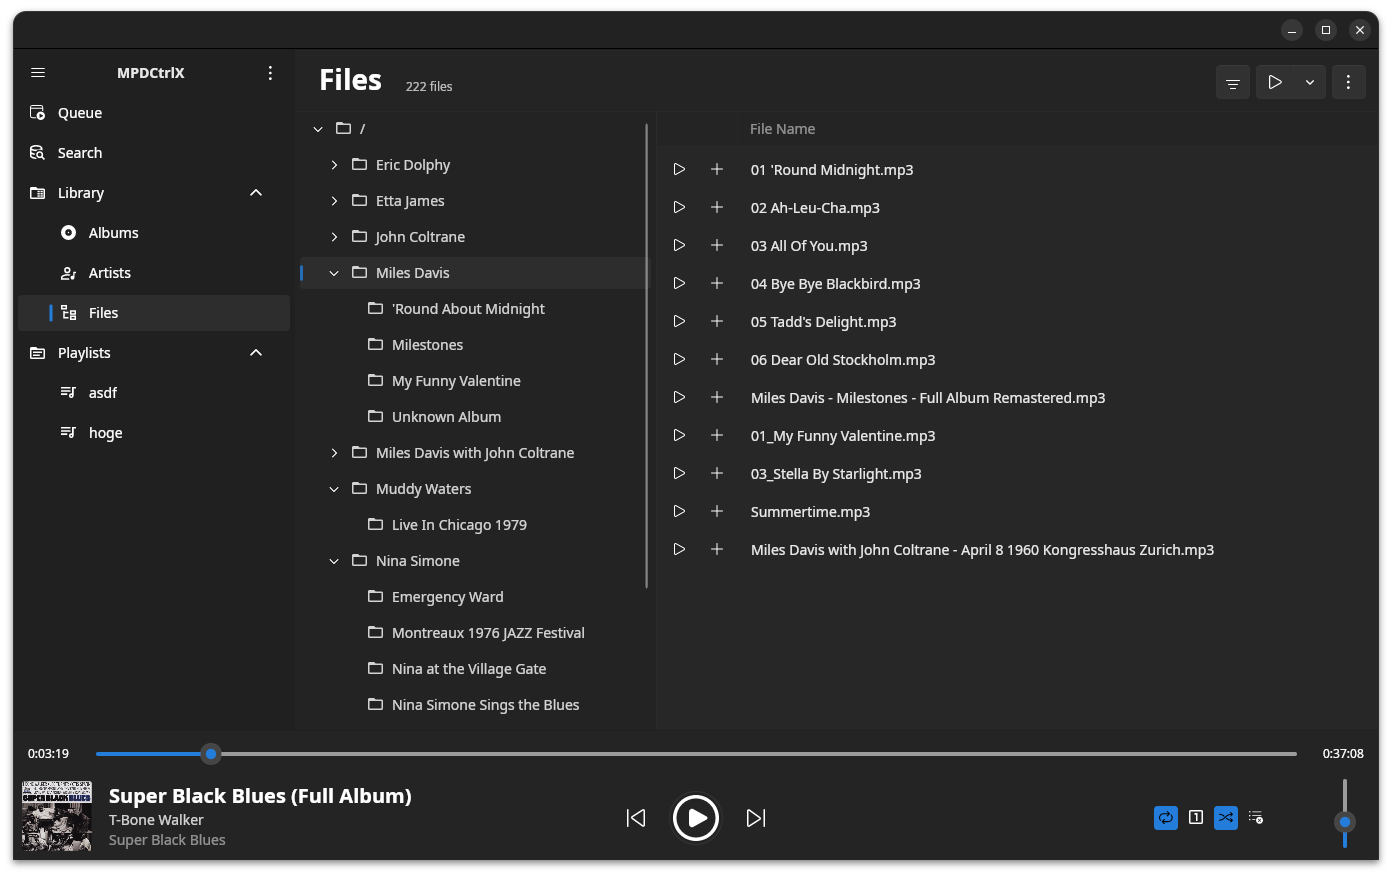 MPDCtrlX
Queue
Search
Library
Albums
Artists
Files
Playlists
asdf
hoge
Files 222 files
/
Eric Dolphy
Etta James
John Coltrane
Miles Davis
'Round About Midnight
Milestones
My Funny Valentine
Unknown Album
Miles Davis with John Coltrane
Muddy Waters
Live In Chicago 1979
Nina Simone
Emergency Ward
Montreaux 1976 JAZZ Festival
Nina at the Village Gate
Nina Simone Sings the Blues
File Name
01 'Round Midnight.mp3
02 Ah-Leu-Cha.mp3
03 All Of You.mp3
04 Bye Bye Blackbird.mp3
05 Tadd's Delight.mp3
06 Dear Old Stockholm.mp3
Miles Davis - Milestones - Full Album Remastered.mp3
01_My Funny Valentine.mp3
03_Stella By Starlight.mp3
Summertime.mp3
Miles Davis with John Coltrane - April 8 1960 Kongresshaus Zurich.mp3
0:03:19
0:37:08
SUPER BLACK BLUES
Super Black Blues (Full Album)
T-Bone Walker
Super Black Blues
1